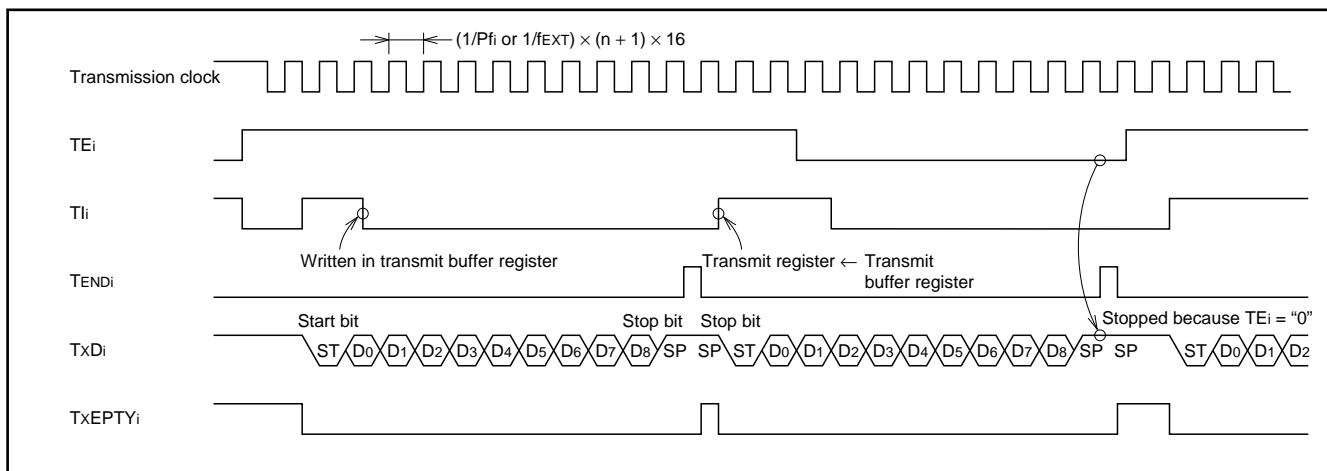 (1/Pfi or 1/fEXT) × (n + 1) × 16
Transmission clock
TEi
TIi
Written in transmit buffer register
Transmit register ← Transmit
buffer register
TENDi
Start bit
Stop bit
Stop bit
Stopped because TEi = “0”
TXDi
ST D0 D1 D2 D3 D4 D5 D6 D7 D8 SP SP ST D0 D1 D2 D3 D4 D5 D6 D7 D8 SP SP ST D0 D1 D2
TXEPTYi